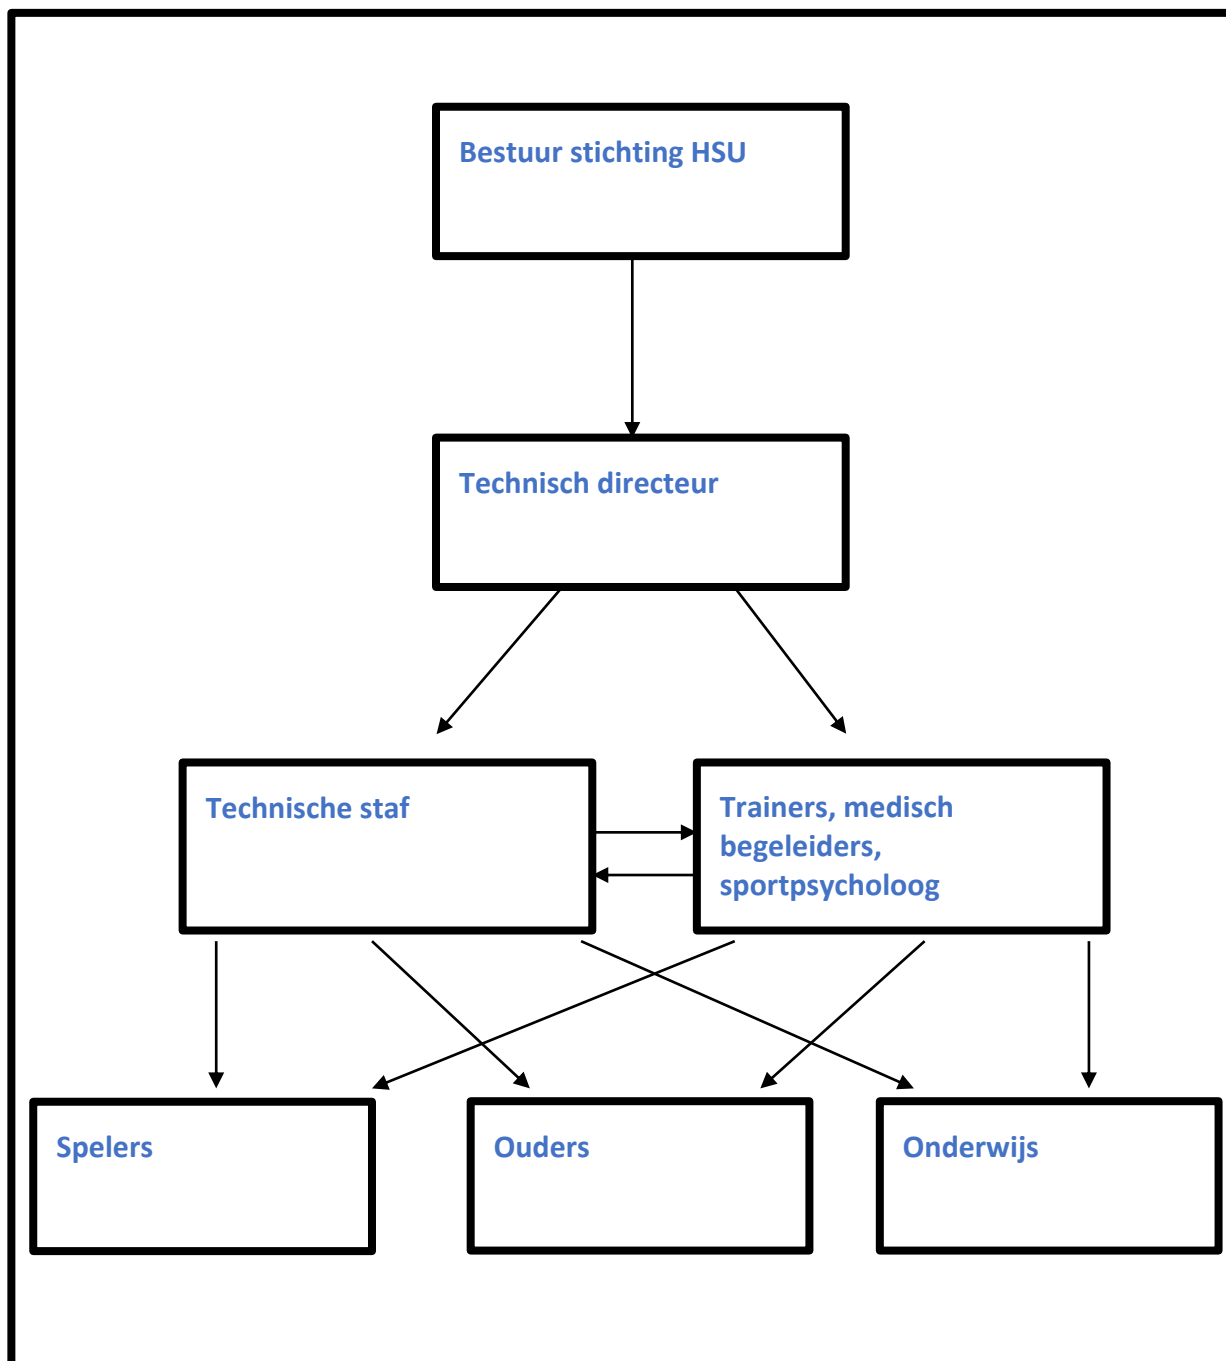 Bestuur stichting HSU
Technisch directeur
Technische staf
Trainers, medisch
begeleiders,
sportpsycholoog
Spelers
Ouders
Onderwijs